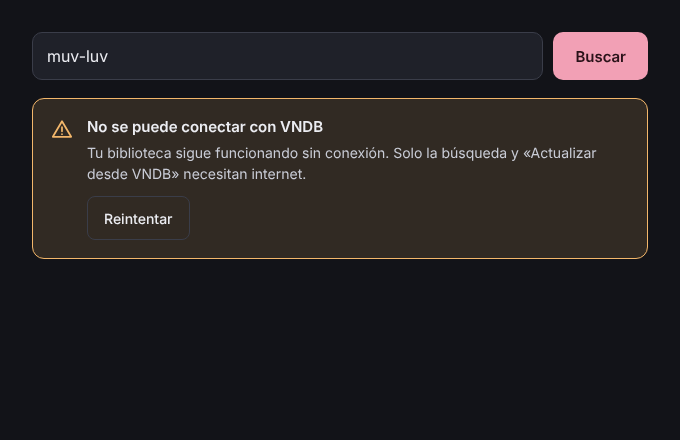 muv-luv
Buscar
No se puede conectar con VNDB
Tu biblioteca sigue funcionando sin conexión. Solo la búsqueda y «Actualizar
desde VNDB» necesitan internet.
Reintentar